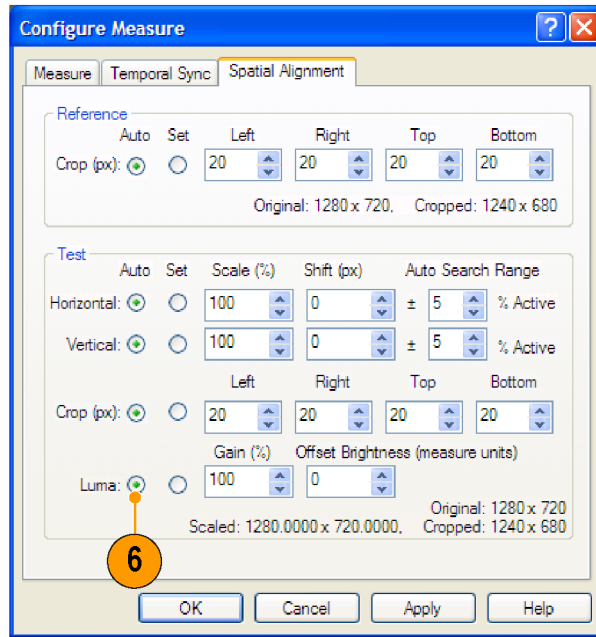 Configure Measure
Measure Temporal Sync Spatial Alignment
Reference
Auto Set Left Right Top Bottom
Crop (px): 20 20 20 20
Original: 1280 x 720, Cropped: 1240 x 680
Test
Auto Set Scale (%) Shift (px) Auto Search Range
Horizontal: 100 0 ± 5 % Active
Vertical: 100 0 ± 5 % Active
Left Right Top Bottom
Crop (px): 20 20 20 20
Gain (%) Offset Brightness (measure units)
Luma: 100 0
Original: 1280 x 720
Scaled: 1280.0000 x 720.0000, Cropped: 1240 x 680
6
OK Cancel Apply Help